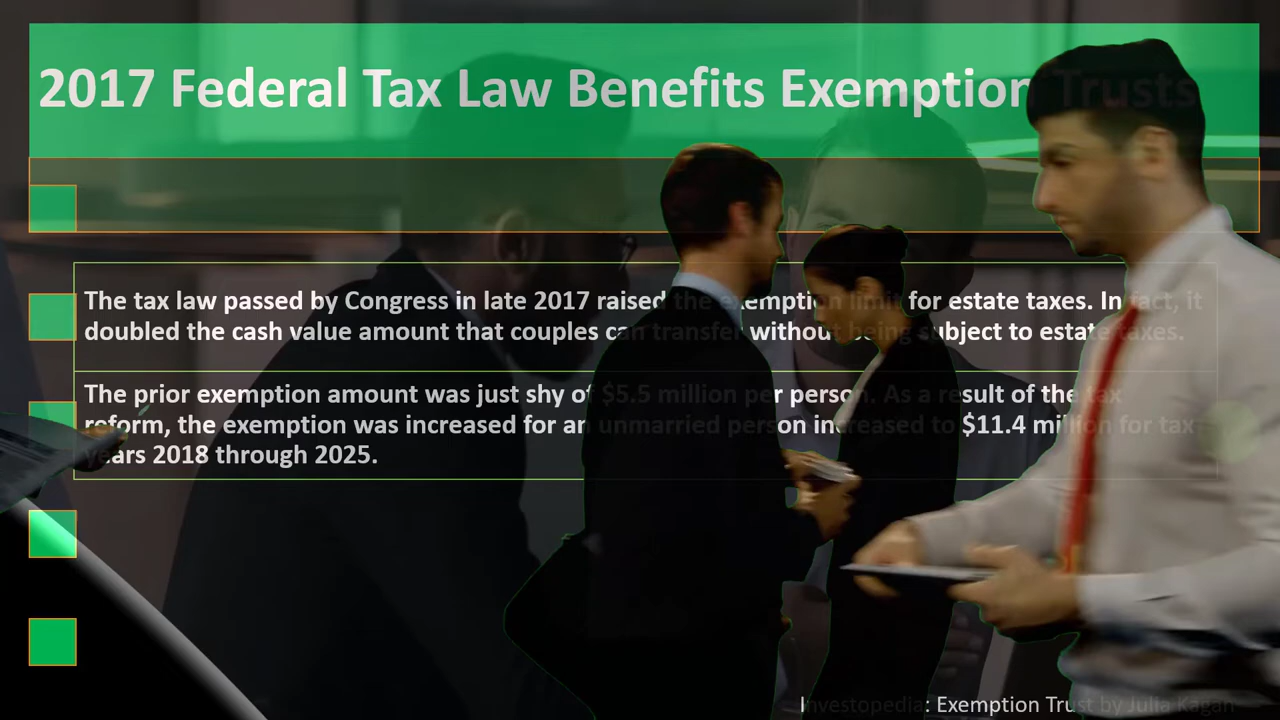 2017 Federal Tax Law Benefits Exemption Trusts
The tax law passed by Congress in late 2017 raised the exemption limit for estate taxes. In fact, it
doubled the cash value amount that couples can transfer without being subject to estate taxes.
The prior exemption amount was just shy of $5.5 million per person. As a result of the tax
reform, the exemption was increased for an unmarried person increased to $11.4 million for tax
years 2018 through 2025.
Investopedia: Exemption Trust by Julia Kagan